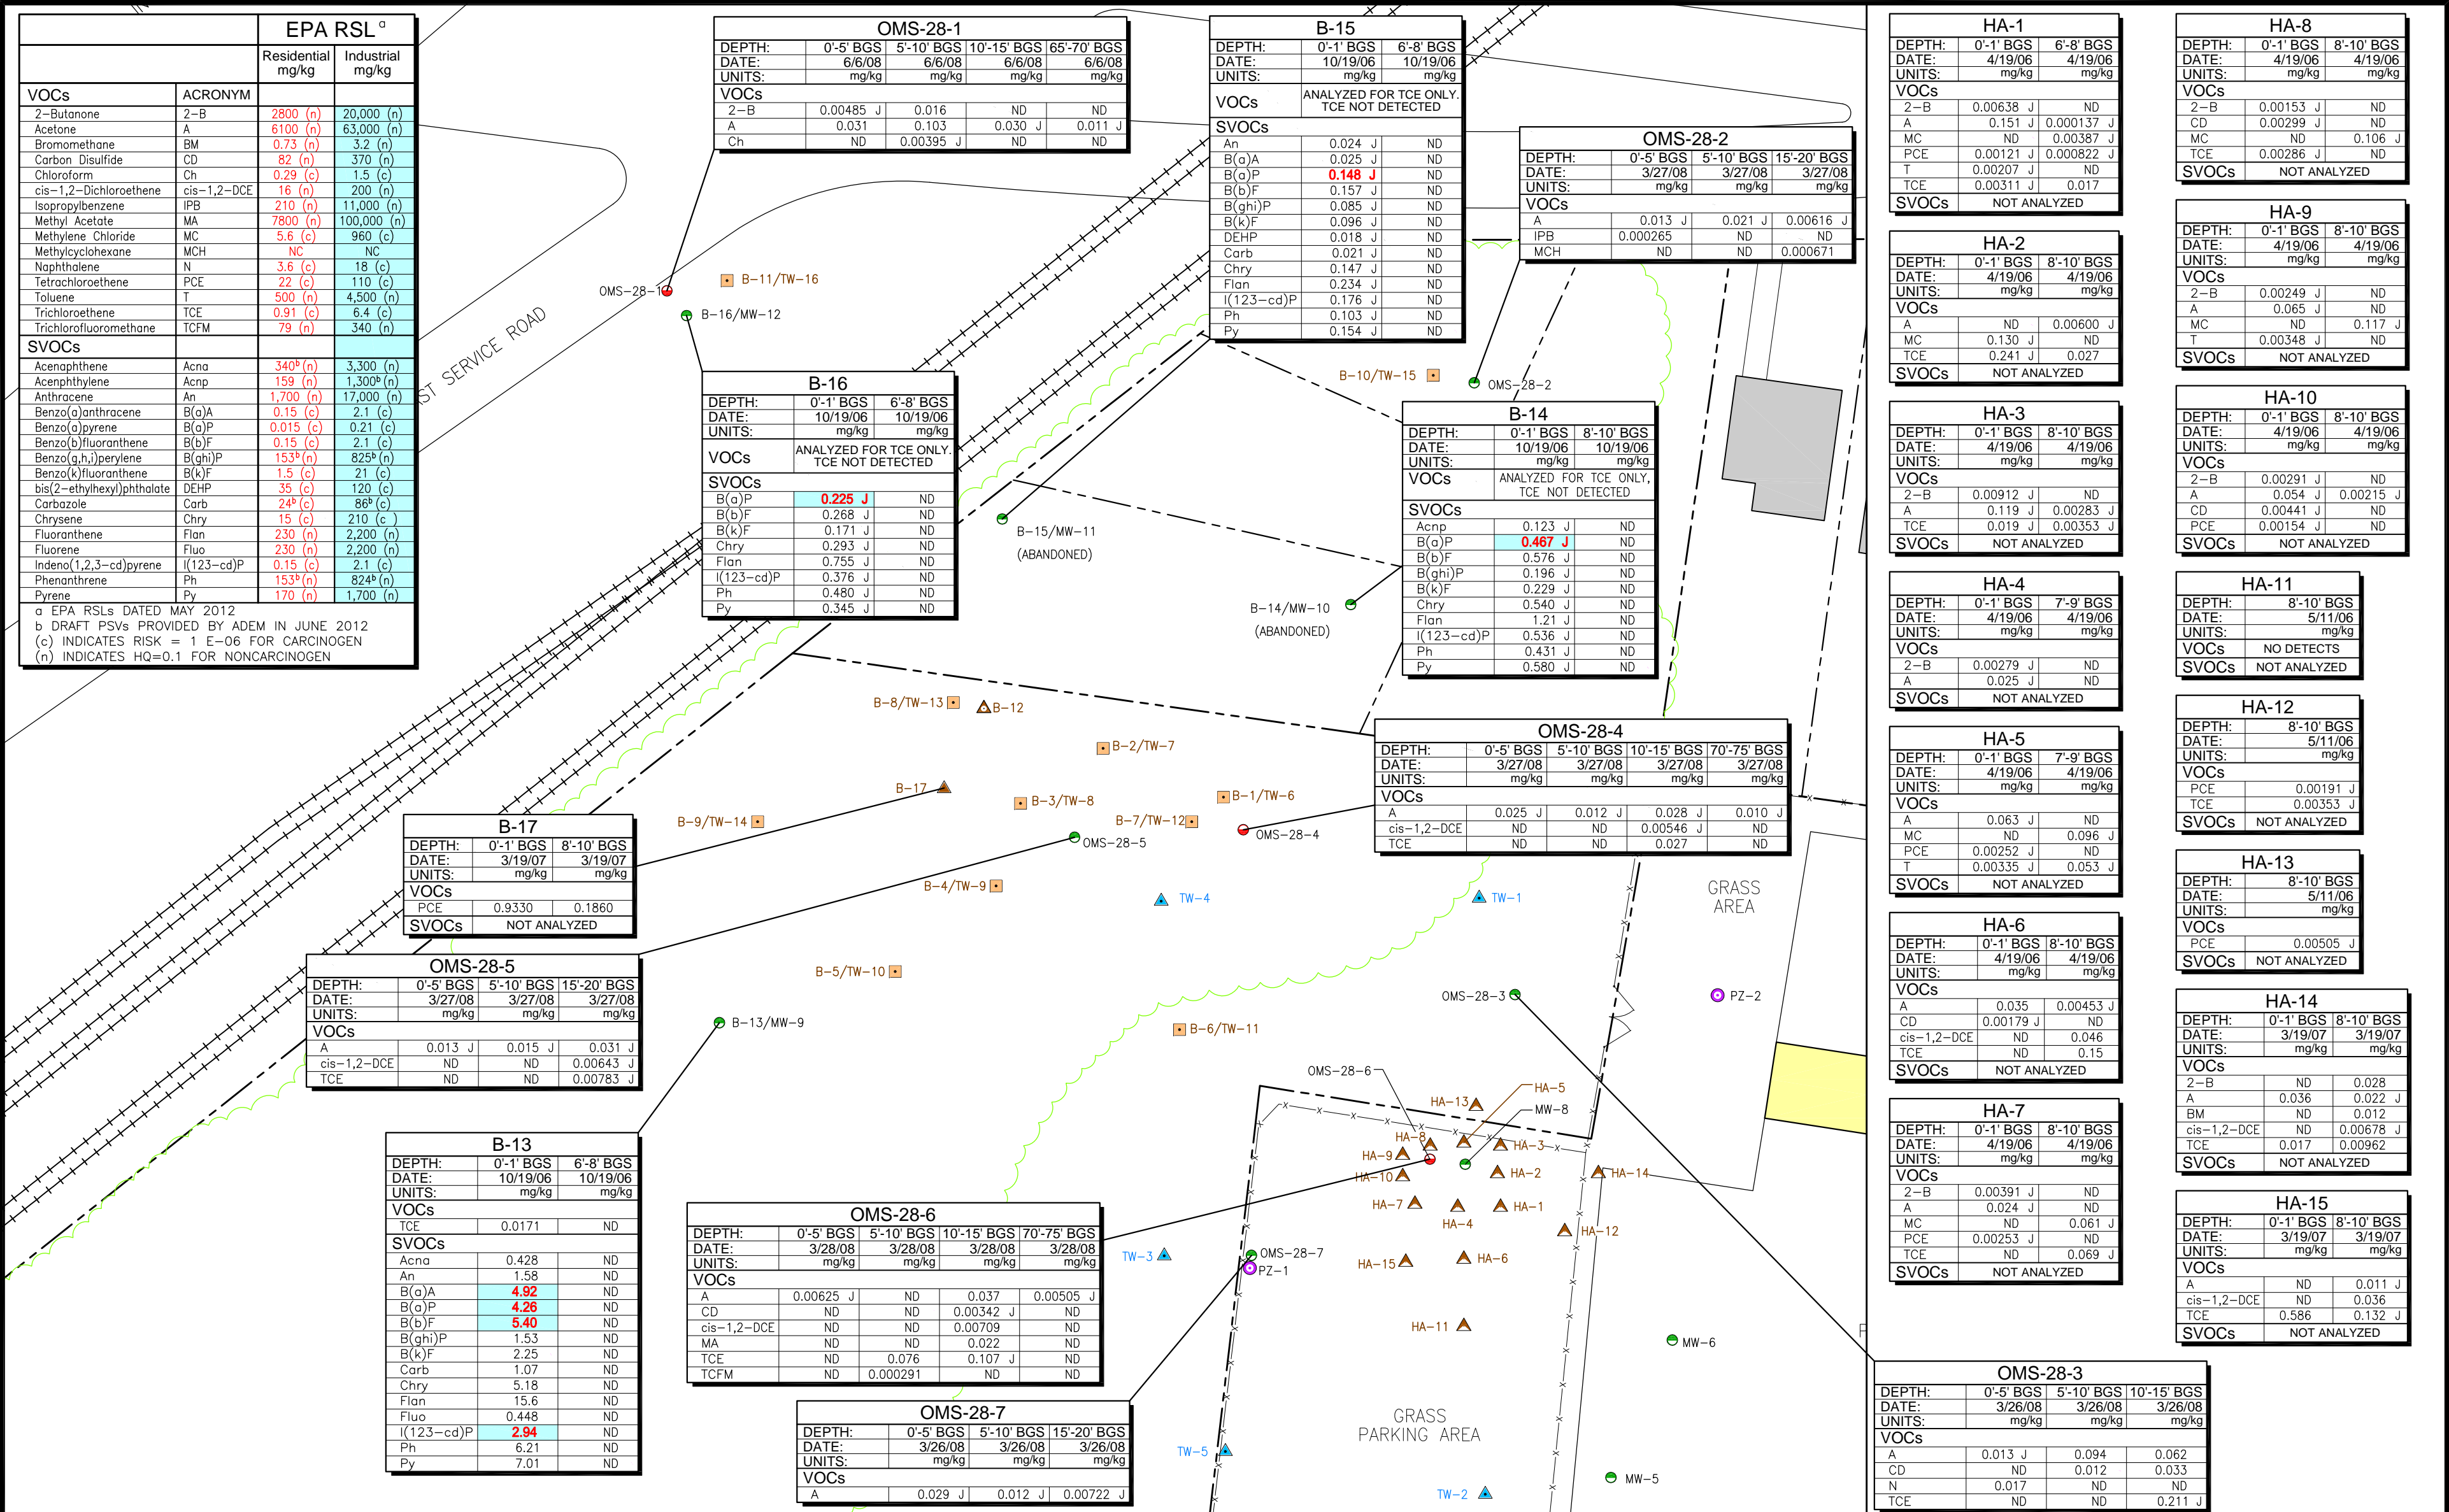 EPA RSL a
Residential mg/kg Industrial mg/kg
VOCs ACRONYM
2-Butanone 2-B 2800 (n) 20,000 (n)
Acetone A 6100 (n) 63,000 (n)
Bromomethane BM 0.73 (n) 3.2 (n)
Carbon Disulfide CD 82 (n) 370 (n)
Chloroform Ch 0.29 (c) 1.5 (c)
cis-1,2-Dichloroethene cis-1,2-DCE 16 (n) 200 (n)
Isopropylbenzene IPB 210 (n) 11,000 (n)
Methyl Acetate MA 7800 (n) 100,000 (n)
Methylene Chloride MC 5.6 (c) 960 (c)
Methylcyclohexane MCH NC NC
Naphthalene N 3.6 (c) 18 (c)
Tetrachloroethene PCE 22 (c) 110 (c)
Toluene T 500 (n) 4,500 (n)
Trichloroethene TCE 0.91 (c) 6.4 (c)
Trichlorofluoromethane TCFM 79 (n) 340 (n)
SVOCs
Acenaphthene Acna 340b (n) 3,300 (n)
Acenphthylene Acnp 159 (n) 1,300b (n)
Anthracene An 1,700 (n) 17,000 (n)
Benzo(a)anthracene B(a)A 0.15 (c) 2.1 (c)
Benzo(a)pyrene B(a)P 0.015 (c) 0.21 (c)
Benzo(b)fluoranthene B(b)F 0.15 (c) 2.1 (c)
Benzo(g,h,i)perylene B(ghi)P 153b (n) 825b (n)
Benzo(k)fluoranthene B(k)F 1.5 (c) 21 (c)
bis(2-ethylhexyl)phthalate DEHP 35 (c) 120 (c)
Carbazole Carb 24b (c) 86b (c)
Chrysene Chry 15 (c) 210 (c )
Fluoranthene Flan 230 (n) 2,200 (n)
Fluorene Fluo 230 (n) 2,200 (n)
Indeno(1,2,3-cd)pyrene I(123-cd)P 0.15 (c) 2.1 (c)
Phenanthrene Ph 153b (n) 824b (n)
Pyrene Py 170 (n) 1,700 (n)
a EPA RSLs DATED MAY 2012
b DRAFT PSVs PROVIDED BY ADEM IN JUNE 2012
(c) INDICATES RISK = 1 E-06 FOR CARCINOGEN
(n) INDICATES HQ=0.1 FOR NONCARCINOGEN
OMS-28-1
DEPTH: 0'-5' BGS 5'-10' BGS 10'-15' BGS 65'-70' BGS
DATE: 6/6/08 6/6/08 6/6/08 6/6/08
UNITS: mg/kg mg/kg mg/kg mg/kg
VOCs
2-B 0.00485 J 0.016 ND ND
A 0.031 0.103 0.030 J 0.011 J
Ch ND 0.00395 J ND ND
B-15
DEPTH: 0'-1' BGS 6'-8' BGS
DATE: 10/19/06 10/19/06
UNITS: mg/kg mg/kg
VOCs ANALYZED FOR TCE ONLY. TCE NOT DETECTED
SVOCs
An 0.024 J ND
B(a)A 0.025 J ND
B(a)P 0.148 J ND
B(b)F 0.157 J ND
B(ghi)P 0.085 J ND
B(k)F 0.096 J ND
DEHP 0.018 J ND
Carb 0.021 J ND
Chry 0.147 J ND
Flan 0.234 J ND
I(123-cd)P 0.176 J ND
Ph 0.103 J ND
Py 0.154 J ND
OMS-28-2
DEPTH: 0'-5' BGS 5'-10' BGS 15'-20' BGS
DATE: 3/27/08 3/27/08 3/27/08
UNITS: mg/kg mg/kg mg/kg
VOCs
A 0.013 J 0.021 J 0.00616 J
IPB 0.000265 ND ND
MCH ND ND 0.000671
OMS-28-1
B-11/TW-16
B-16/MW-12
ST SERVICE ROAD
B-10/TW-15
OMS-28-2
B-16
DEPTH: 0'-1' BGS 6'-8' BGS
DATE: 10/19/06 10/19/06
UNITS: mg/kg mg/kg
VOCs ANALYZED FOR TCE ONLY. TCE NOT DETECTED
SVOCs
B(a)P 0.225 J ND
B(b)F 0.268 J ND
B(k)F 0.171 J ND
Chry 0.293 J ND
Flan 0.755 J ND
I(123-cd)P 0.376 J ND
Ph 0.480 J ND
Py 0.345 J ND
B-15/MW-11
(ABANDONED)
B-14/MW-10
(ABANDONED)
B-14
DEPTH: 0'-1' BGS 8'-10' BGS
DATE: 10/19/06 10/19/06
UNITS: mg/kg mg/kg
VOCs ANALYZED FOR TCE ONLY, TCE NOT DETECTED
SVOCs
Acnp 0.123 J ND
B(a)P 0.467 J ND
B(b)F 0.576 J ND
B(ghi)P 0.196 J ND
B(k)F 0.229 J ND
Chry 0.540 J ND
Flan 1.21 J ND
I(123-cd)P 0.536 J ND
Ph 0.431 J ND
Py 0.580 J ND
B-8/TW-13
B-12
B-2/TW-7
B-17
B-3/TW-8
B-1/TW-6
B-9/TW-14
B-7/TW-12
OMS-28-5
OMS-28-4
B-4/TW-9
TW-4
TW-1
GRASS
AREA
OMS-28-4
DEPTH: 0'-5' BGS 5'-10' BGS 10'-15' BGS 70'-75' BGS
DATE: 3/27/08 3/27/08 3/27/08 3/27/08
UNITS: mg/kg mg/kg mg/kg mg/kg
VOCs
A 0.025 J 0.012 J 0.028 J 0.010 J
cis-1,2-DCE ND ND 0.00546 J ND
TCE ND ND 0.027 ND
B-17
DEPTH: 0'-1' BGS 8'-10' BGS
DATE: 3/19/07 3/19/07
UNITS: mg/kg mg/kg
VOCs
PCE 0.9330 0.1860
SVOCs NOT ANALYZED
OMS-28-5
DEPTH: 0'-5' BGS 5'-10' BGS 15'-20' BGS
DATE: 3/27/08 3/27/08 3/27/08
UNITS: mg/kg mg/kg mg/kg
VOCs
A 0.013 J 0.015 J 0.031 J
cis-1,2-DCE ND ND 0.00643 J
TCE ND ND 0.00783 J
B-5/TW-10
B-13/MW-9
B-6/TW-11
OMS-28-3
PZ-2
OMS-28-6
HA-5
HA-13
MW-8
HA-8
HA-3
HA-9
HA-10
HA-2
HA-14
HA-7
HA-4
HA-1
HA-12
TW-3
OMS-28-7
PZ-1
HA-15
HA-6
HA-11
MW-6
GRASS
PARKING AREA
TW-5
MW-5
TW-2
B-13
DEPTH: 0'-1' BGS 6'-8' BGS
DATE: 10/19/06 10/19/06
UNITS: mg/kg mg/kg
VOCs
TCE 0.0171 ND
SVOCs
Acna 0.428 ND
An 1.58 ND
B(a)A 4.92 ND
B(a)P 4.26 ND
B(b)F 5.40 ND
B(ghi)P 1.53 ND
B(k)F 2.25 ND
Carb 1.07 ND
Chry 5.18 ND
Flan 15.6 ND
Fluo 0.448 ND
I(123-cd)P 2.94 ND
Ph 6.21 ND
Py 7.01 ND
OMS-28-6
DEPTH: 0'-5' BGS 5'-10' BGS 10'-15' BGS 70'-75' BGS
DATE: 3/28/08 3/28/08 3/28/08 3/28/08
UNITS: mg/kg mg/kg mg/kg mg/kg
VOCs
A 0.00625 J ND 0.037 0.00505 J
CD ND ND 0.00342 J ND
cis-1,2-DCE ND ND 0.00709 ND
MA ND ND 0.022 ND
TCE ND 0.076 0.107 J ND
TCFM ND 0.000291 ND ND
OMS-28-7
DEPTH: 0'-5' BGS 5'-10' BGS 15'-20' BGS
DATE: 3/26/08 3/26/08 3/26/08
UNITS: mg/kg mg/kg mg/kg
VOCs
A 0.029 J 0.012 J 0.00722 J
HA-1
DEPTH: 0'-1' BGS 6'-8' BGS
DATE: 4/19/06 4/19/06
UNITS: mg/kg mg/kg
VOCs
2-B 0.00638 J ND
A 0.151 J 0.000137 J
MC ND 0.00387 J
PCE 0.00121 J 0.000822 J
T 0.00207 J ND
TCE 0.00311 J 0.017
SVOCs NOT ANALYZED
HA-2
DEPTH: 0'-1' BGS 8'-10' BGS
DATE: 4/19/06 4/19/06
UNITS: mg/kg mg/kg
VOCs
A ND 0.00600 J
MC 0.130 J ND
TCE 0.241 J 0.027
SVOCs NOT ANALYZED
HA-3
DEPTH: 0'-1' BGS 8'-10' BGS
DATE: 4/19/06 4/19/06
UNITS: mg/kg mg/kg
VOCs
2-B 0.00912 J ND
A 0.119 J 0.00283 J
TCE 0.019 J 0.00353 J
SVOCs NOT ANALYZED
HA-4
DEPTH: 0'-1' BGS 7'-9' BGS
DATE: 4/19/06 4/19/06
UNITS: mg/kg mg/kg
VOCs
2-B 0.00279 J ND
A 0.025 J ND
SVOCs NOT ANALYZED
HA-5
DEPTH: 0'-1' BGS 7'-9' BGS
DATE: 4/19/06 4/19/06
UNITS: mg/kg mg/kg
VOCs
A 0.063 J ND
MC ND 0.096 J
PCE 0.00252 J ND
T 0.00335 J 0.053 J
SVOCs NOT ANALYZED
HA-6
DEPTH: 0'-1' BGS 8'-10' BGS
DATE: 4/19/06 4/19/06
UNITS: mg/kg mg/kg
VOCs
A 0.035 0.00453 J
CD 0.00179 J ND
cis-1,2-DCE ND 0.046
TCE ND 0.15
SVOCs NOT ANALYZED
HA-7
DEPTH: 0'-1' BGS 8'-10' BGS
DATE: 4/19/06 4/19/06
UNITS: mg/kg mg/kg
VOCs
2-B 0.00391 J ND
A 0.024 J ND
MC ND 0.061 J
PCE 0.00253 J ND
TCE ND 0.069 J
SVOCs NOT ANALYZED
HA-8
DEPTH: 0'-1' BGS 8'-10' BGS
DATE: 4/19/06 4/19/06
UNITS: mg/kg mg/kg
VOCs
2-B 0.00153 J ND
CD 0.00299 J ND
MC ND 0.106 J
TCE 0.00286 J ND
SVOCs NOT ANALYZED
HA-9
DEPTH: 0'-1' BGS 8'-10' BGS
DATE: 4/19/06 4/19/06
UNITS: mg/kg mg/kg
VOCs
2-B 0.00249 J ND
A 0.065 J ND
MC ND 0.117 J
T 0.00348 J ND
SVOCs NOT ANALYZED
HA-10
DEPTH: 0'-1' BGS 8'-10' BGS
DATE: 4/19/06 4/19/06
UNITS: mg/kg mg/kg
VOCs
2-B 0.00291 J ND
A 0.054 J 0.00215 J
CD 0.00441 J ND
PCE 0.00154 J ND
SVOCs NOT ANALYZED
HA-11
DEPTH: 8'-10' BGS
DATE: 5/11/06
UNITS: mg/kg
VOCs NO DETECTS
SVOCs NOT ANALYZED
HA-12
DEPTH: 8'-10' BGS
DATE: 5/11/06
UNITS: mg/kg
VOCs
PCE 0.00191 J
TCE 0.00353 J
SVOCs NOT ANALYZED
HA-13
DEPTH: 8'-10' BGS
DATE: 5/11/06
UNITS: mg/kg
VOCs
PCE 0.00505 J
SVOCs NOT ANALYZED
HA-14
DEPTH: 0'-1' BGS 8'-10' BGS
DATE: 3/19/07 3/19/07
UNITS: mg/kg mg/kg
VOCs
2-B ND 0.028
A 0.036 0.022 J
BM ND 0.012
cis-1,2-DCE ND 0.00678 J
TCE 0.017 0.00962
SVOCs NOT ANALYZED
HA-15
DEPTH: 0'-1' BGS 8'-10' BGS
DATE: 3/19/07 3/19/07
UNITS: mg/kg mg/kg
VOCs
A ND 0.011 J
cis-1,2-DCE ND 0.036
TCE 0.586 0.132 J
SVOCs NOT ANALYZED
OMS-28-3
DEPTH: 0'-5' BGS 5'-10' BGS 10'-15' BGS
DATE: 3/26/08 3/26/08 3/26/08
UNITS: mg/kg mg/kg mg/kg
VOCs
A 0.013 J 0.094 0.062
CD ND 0.012 0.033
N 0.017 ND ND
TCE ND ND 0.211 J